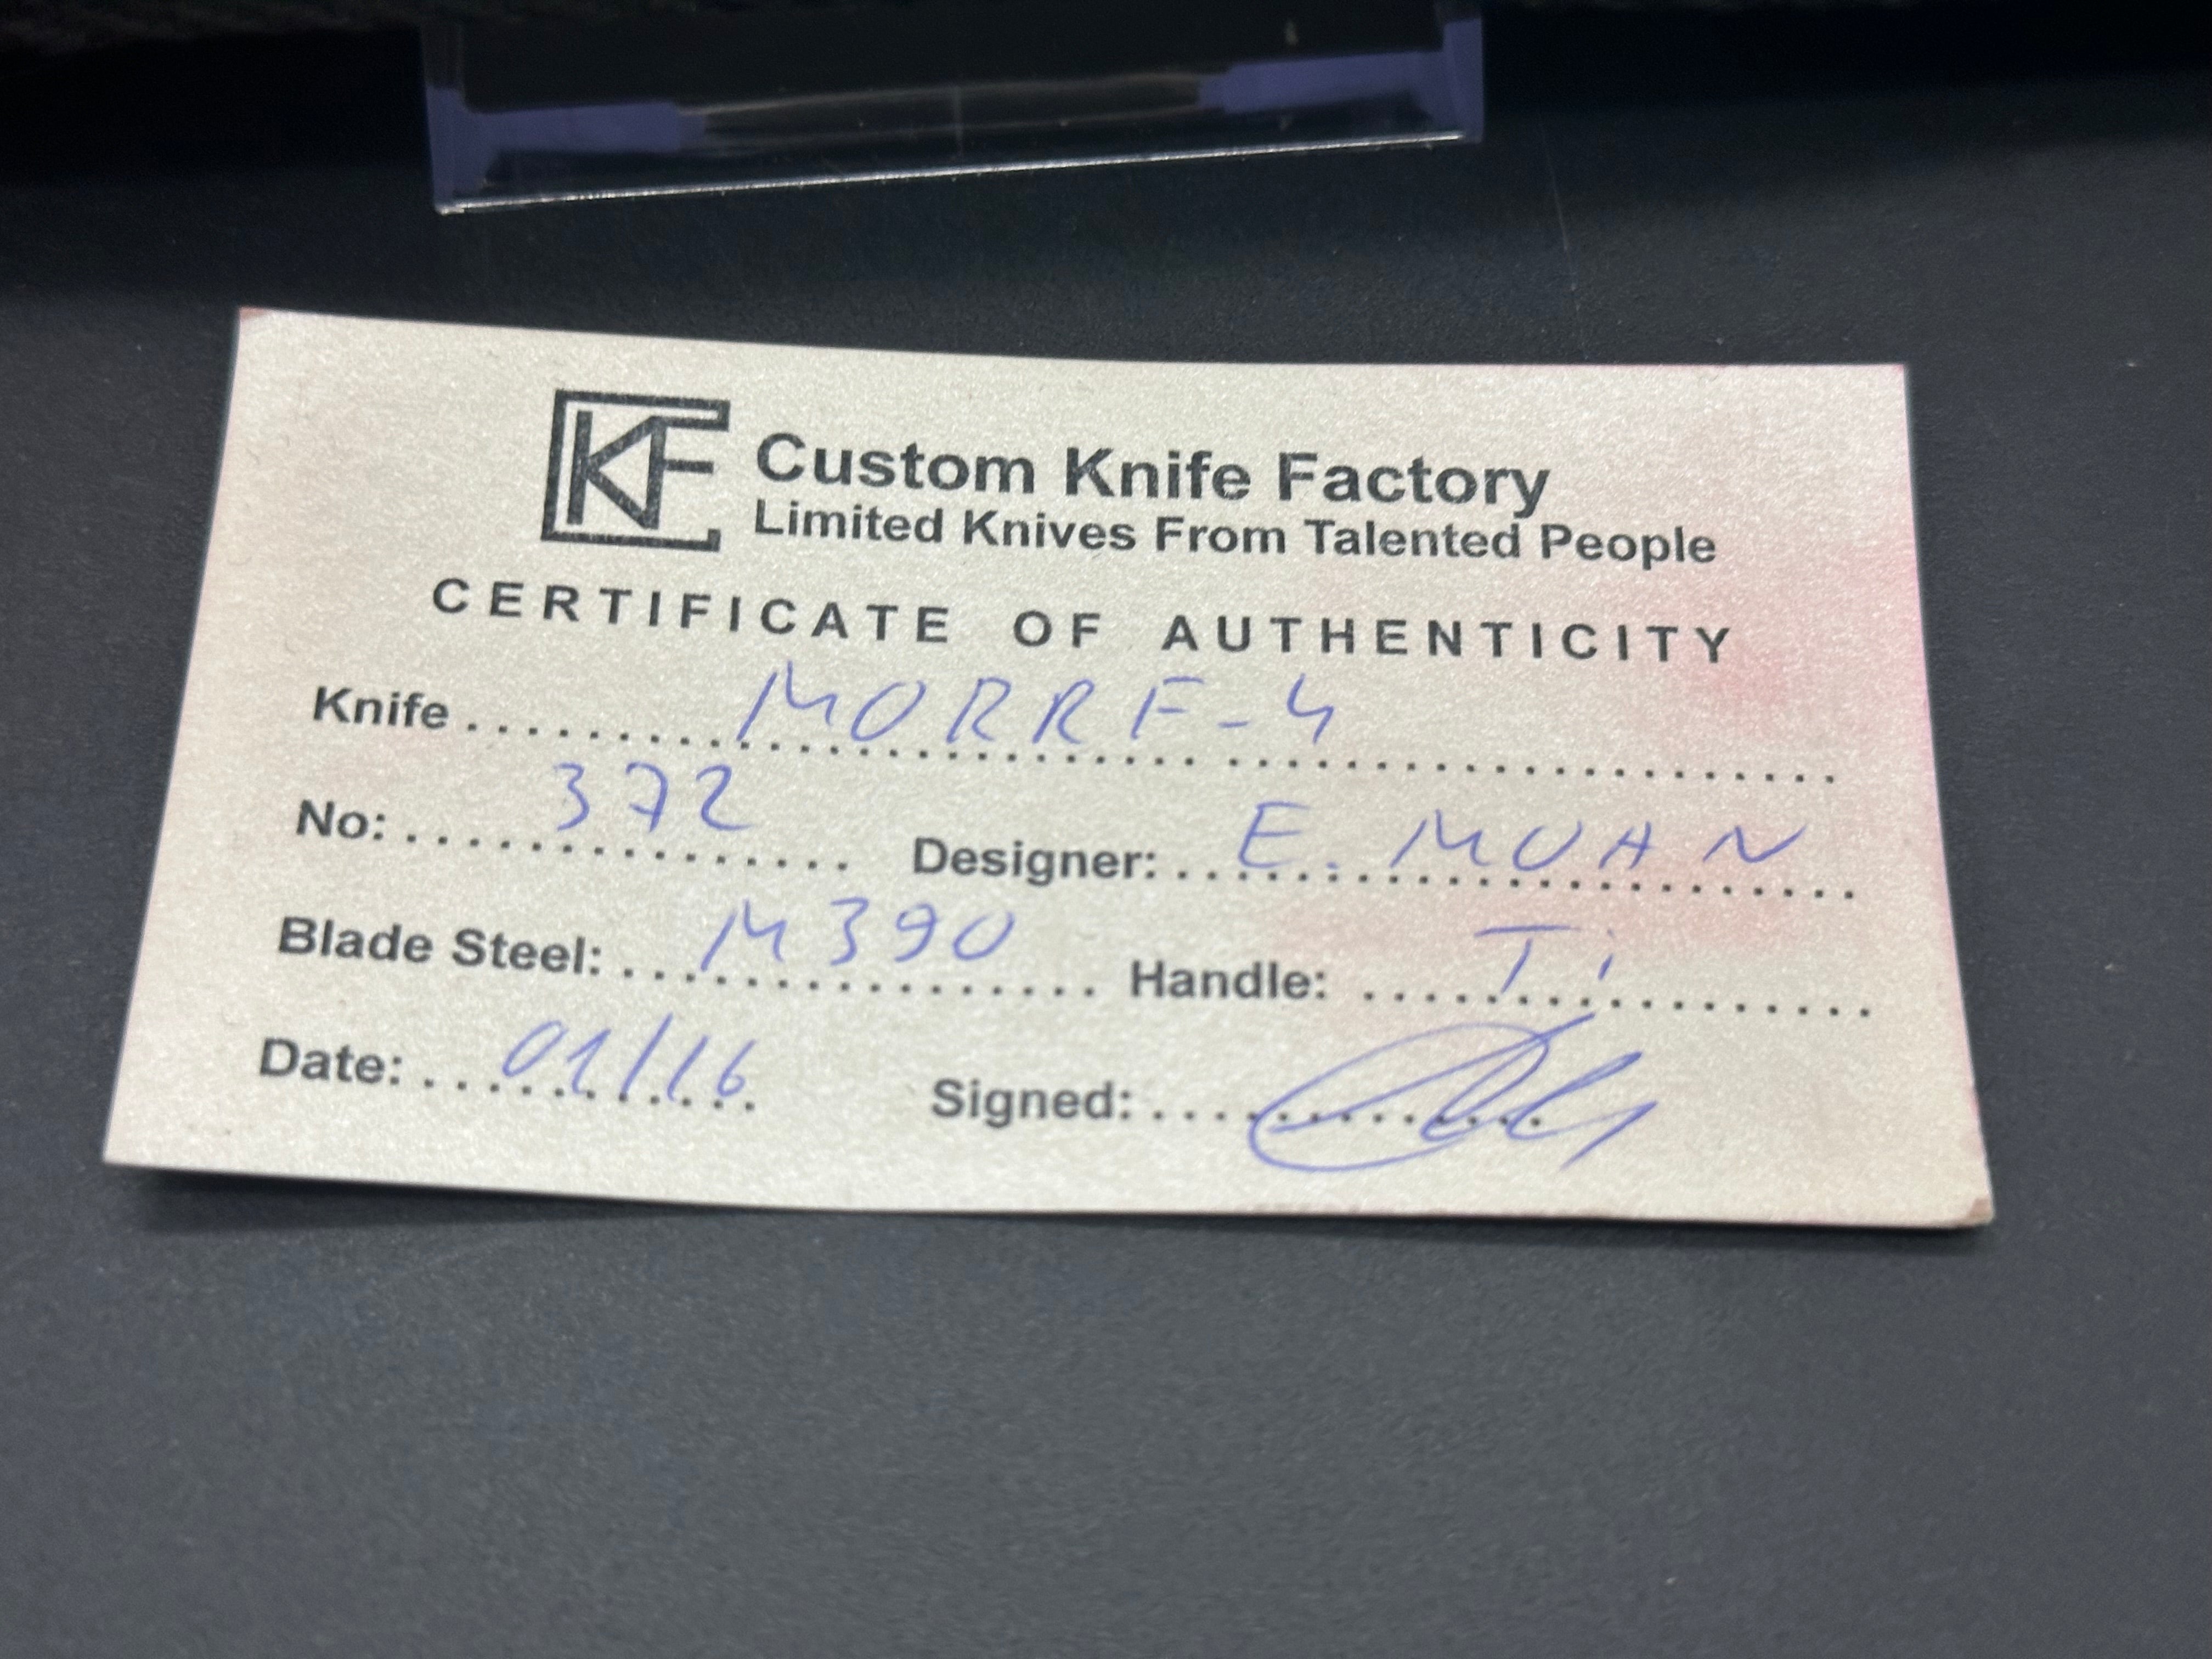 CKF Custom Knife Factory
Limited Knives From Talented People
CERTIFICATE OF AUTHENTICITY
Knife MORRF-4
No: 372 Designer: E. MUAN
Blade Steel: M390 Handle: Ti
Date: 01/16 Signed: